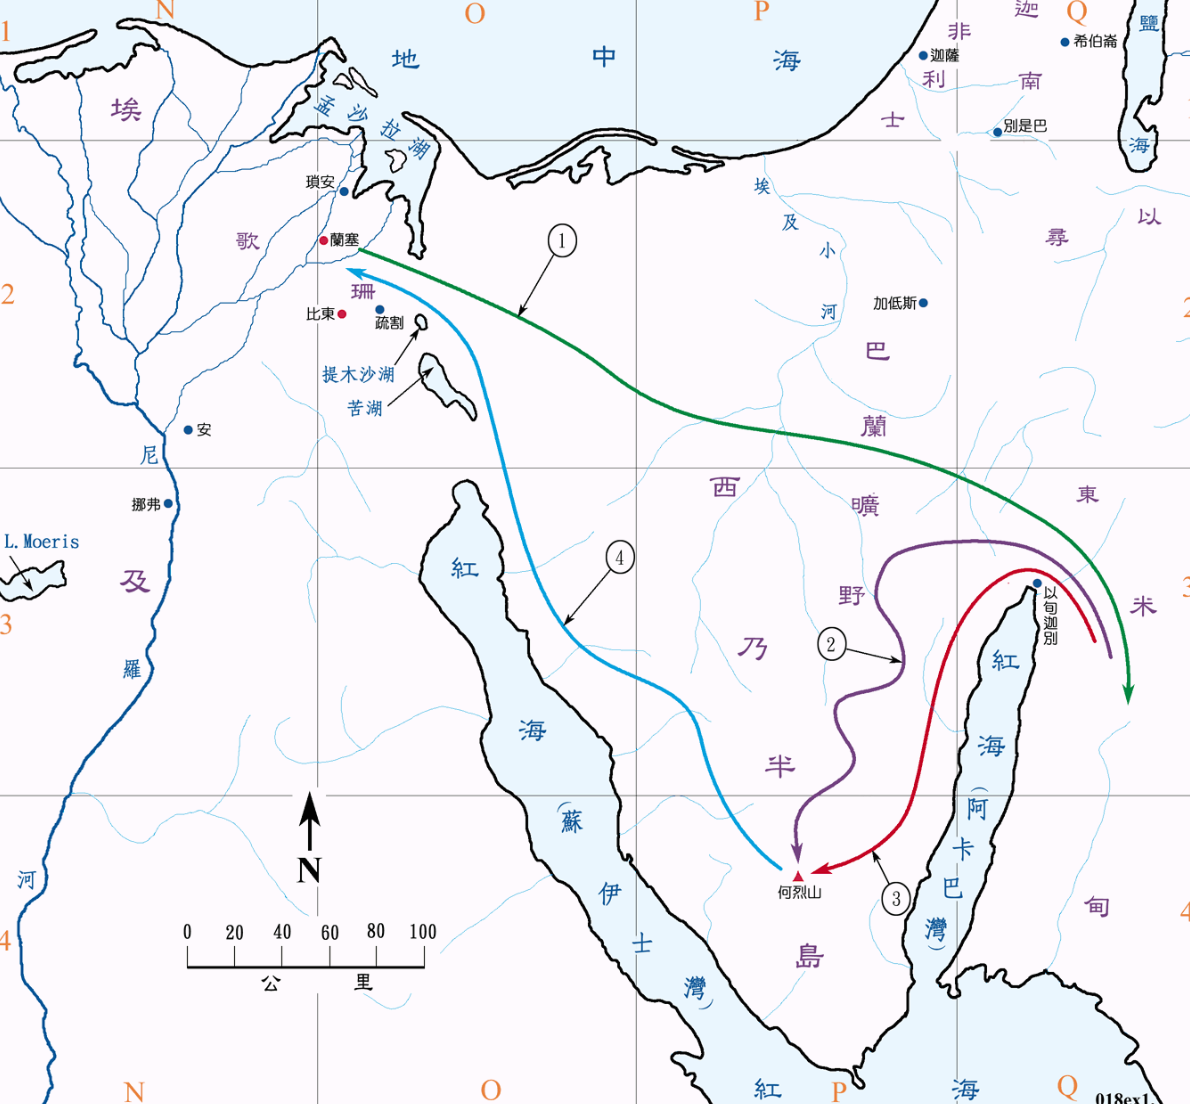 N
O
P
Q
1
地中海
迦南
非利士
鹽海
希伯崙
迦薩
別是巴
埃及
孟沙拉湖
瑣安
蘭塞
歌珊
比東
疏割
提木沙湖
苦湖
埃及小河
加低斯
尋
以東
2
2
1
巴蘭曠野
安
尼羅河
挪弗
L.Moeris
3
3
西乃半島
4
2
3
以旬迦別
米甸
紅海
(蘇伊士灣)
紅海
(阿卡巴灣)
何烈山
N
0 20 40 60 80 100
公里
4
4
N
O
紅海
P
Q
018ex1.